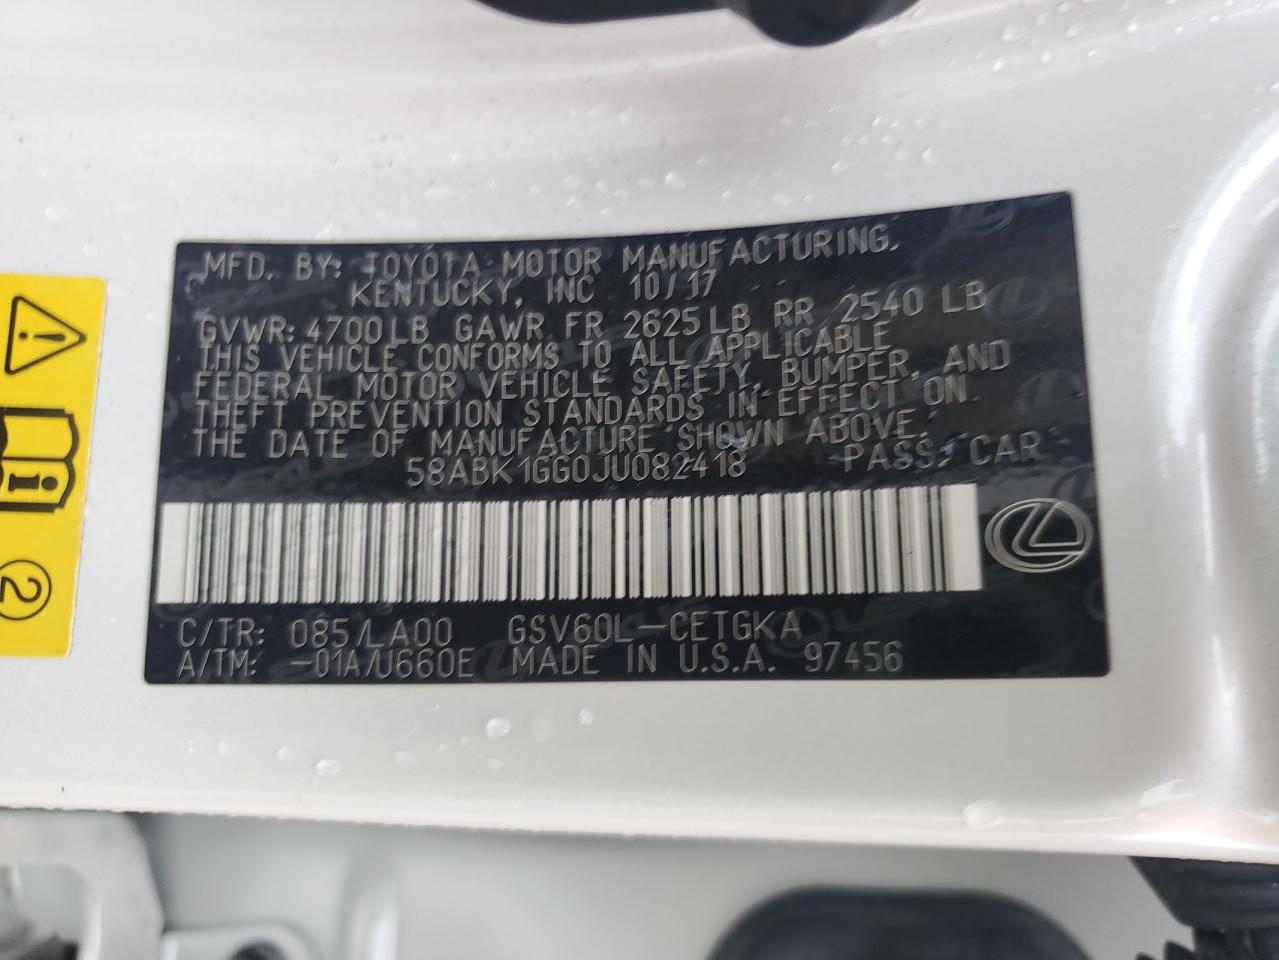 MFD. BY: TOYOTA MOTOR MANUFACTURING.
KENTUCKY, INC 10/17
GVWR: 4700LB GAWR FR 2625LB RR 2540 LB
THIS VEHICLE CONFORMS TO ALL APPLICABLE
FEDERAL MOTOR VEHICLE SAFETY, BUMPER, AND
THEFT PREVENTION STANDARDS IN EFFECT ON
THE DATE OF MANUFACTURE SHOWN ABOVE.
58ABK1GG0JU082418 PASS. CAR
C/TR: 085/LA00 GSV60L-CETGKA
A/TM: -01A/U660E MADE IN U.S.A. 97456
2